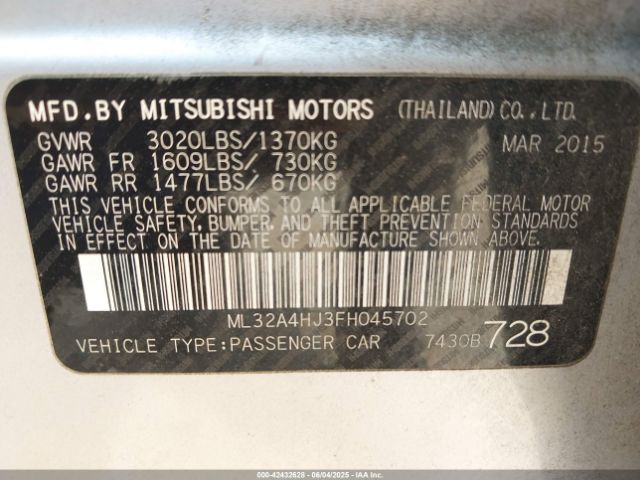 MFD.BY MITSUBISHI MOTORS (THAILAND) CO.,LTD.
GVWR 3020LBS/1370KG MAR 2015
GAWR FR 1609LBS/ 730KG
GAWR RR 1477LBS/ 670KG
THIS VEHICLE CONFORMS TO ALL APPLICABLE FEDERAL MOTOR
VEHICLE SAFETY,BUMPER,AND THEFT PREVENTION STANDARDS
IN EFFECT ON THE DATE OF MANUFACTURE SHOWN ABOVE.
ML32A4HJ3FH045702
VEHICLE TYPE:PASSENGER CAR 7430B 728
000-42432628 - 06/04/2025 - IAAI.COM